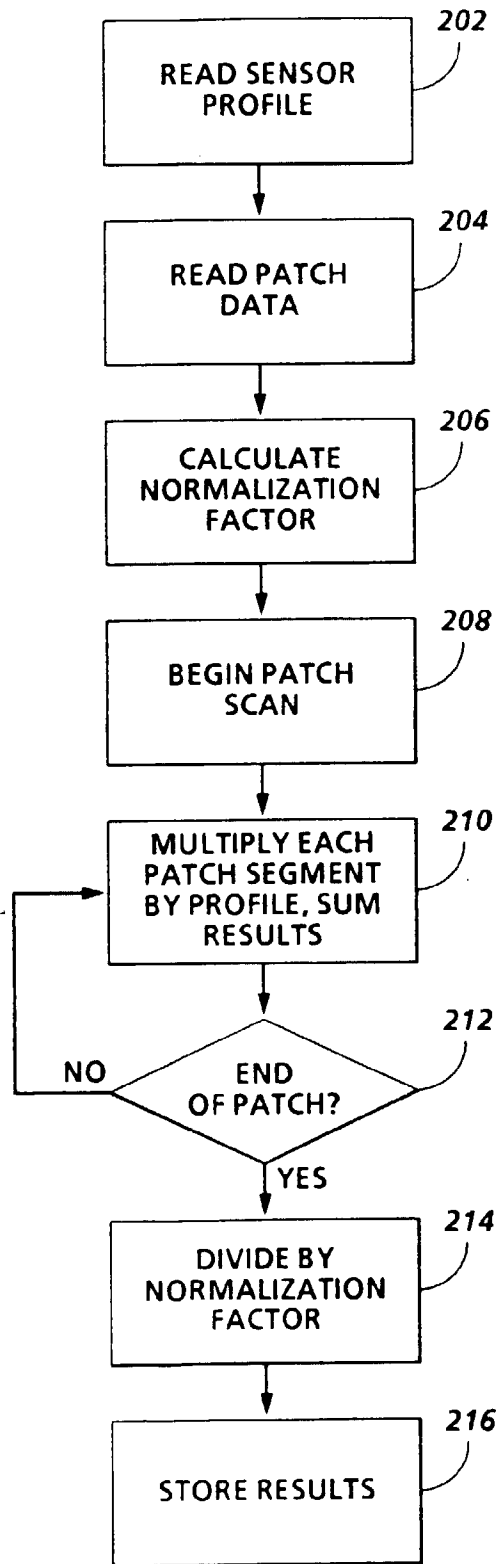 202
READ SENSOR
PROFILE
204
READ PATCH
DATA
206
CALCULATE
NORMALIZATION
FACTOR
208
BEGIN PATCH
SCAN
210
MULTIPLY EACH
PATCH SEGMENT
BY PROFILE, SUM
RESULTS
212
NO
END
OF PATCH?
YES
214
DIVIDE BY
NORMALIZATION
FACTOR
216
STORE RESULTS